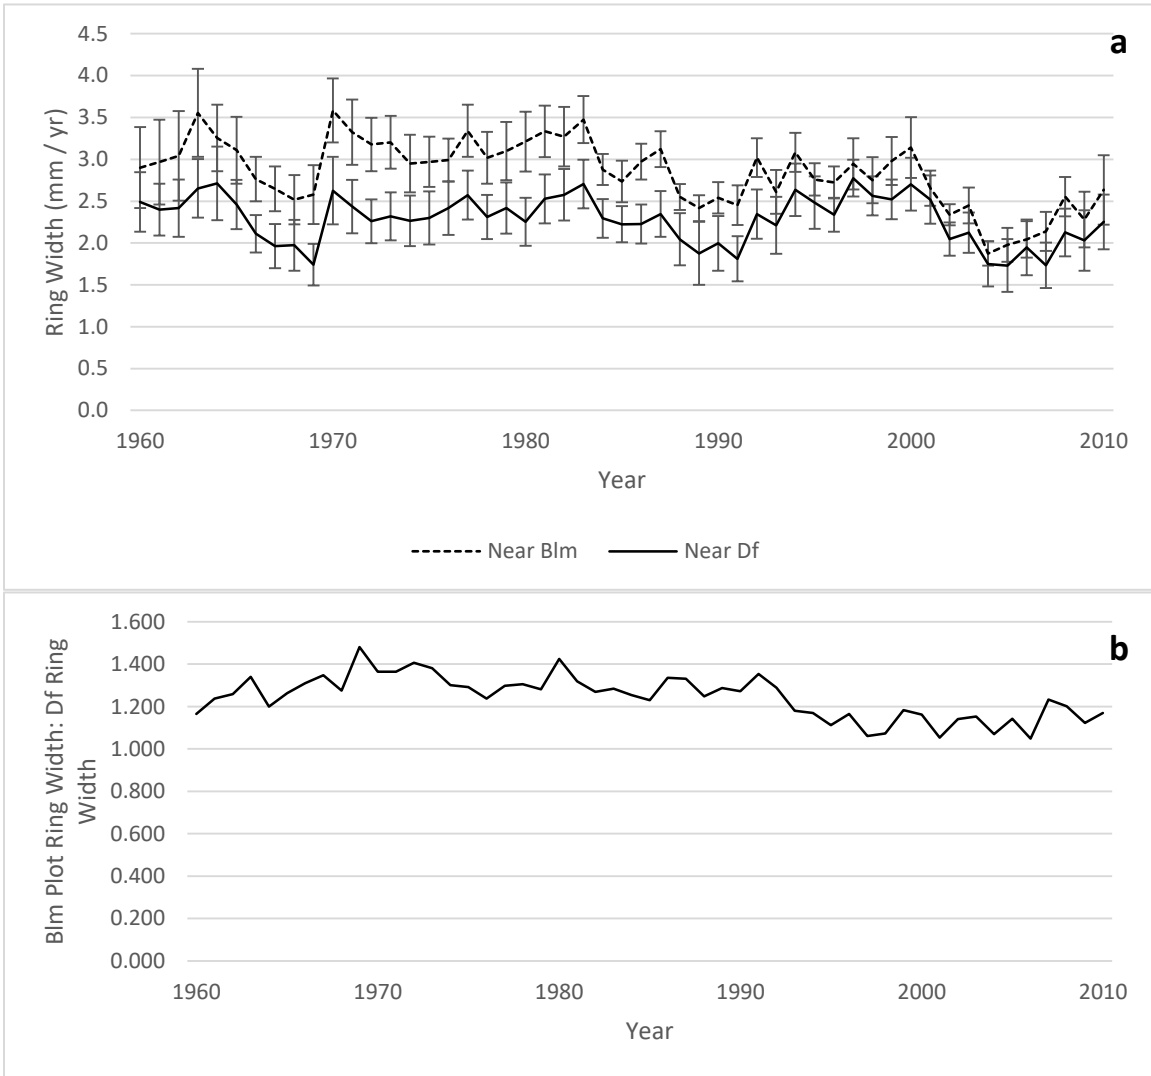 a
4.5
4.0
3.5
3.0
2.5
2.0
1.5
1.0
0.5
0.0
Ring Width (mm / yr)
1960 1970 1980 1990 2000 2010
Year
Near Blm Near Df
b
1.600
1.400
1.200
1.000
0.800
0.600
0.400
0.200
0.000
Blm Plot Ring Width: Df Ring
Width
1960 1970 1980 1990 2000 2010
Year